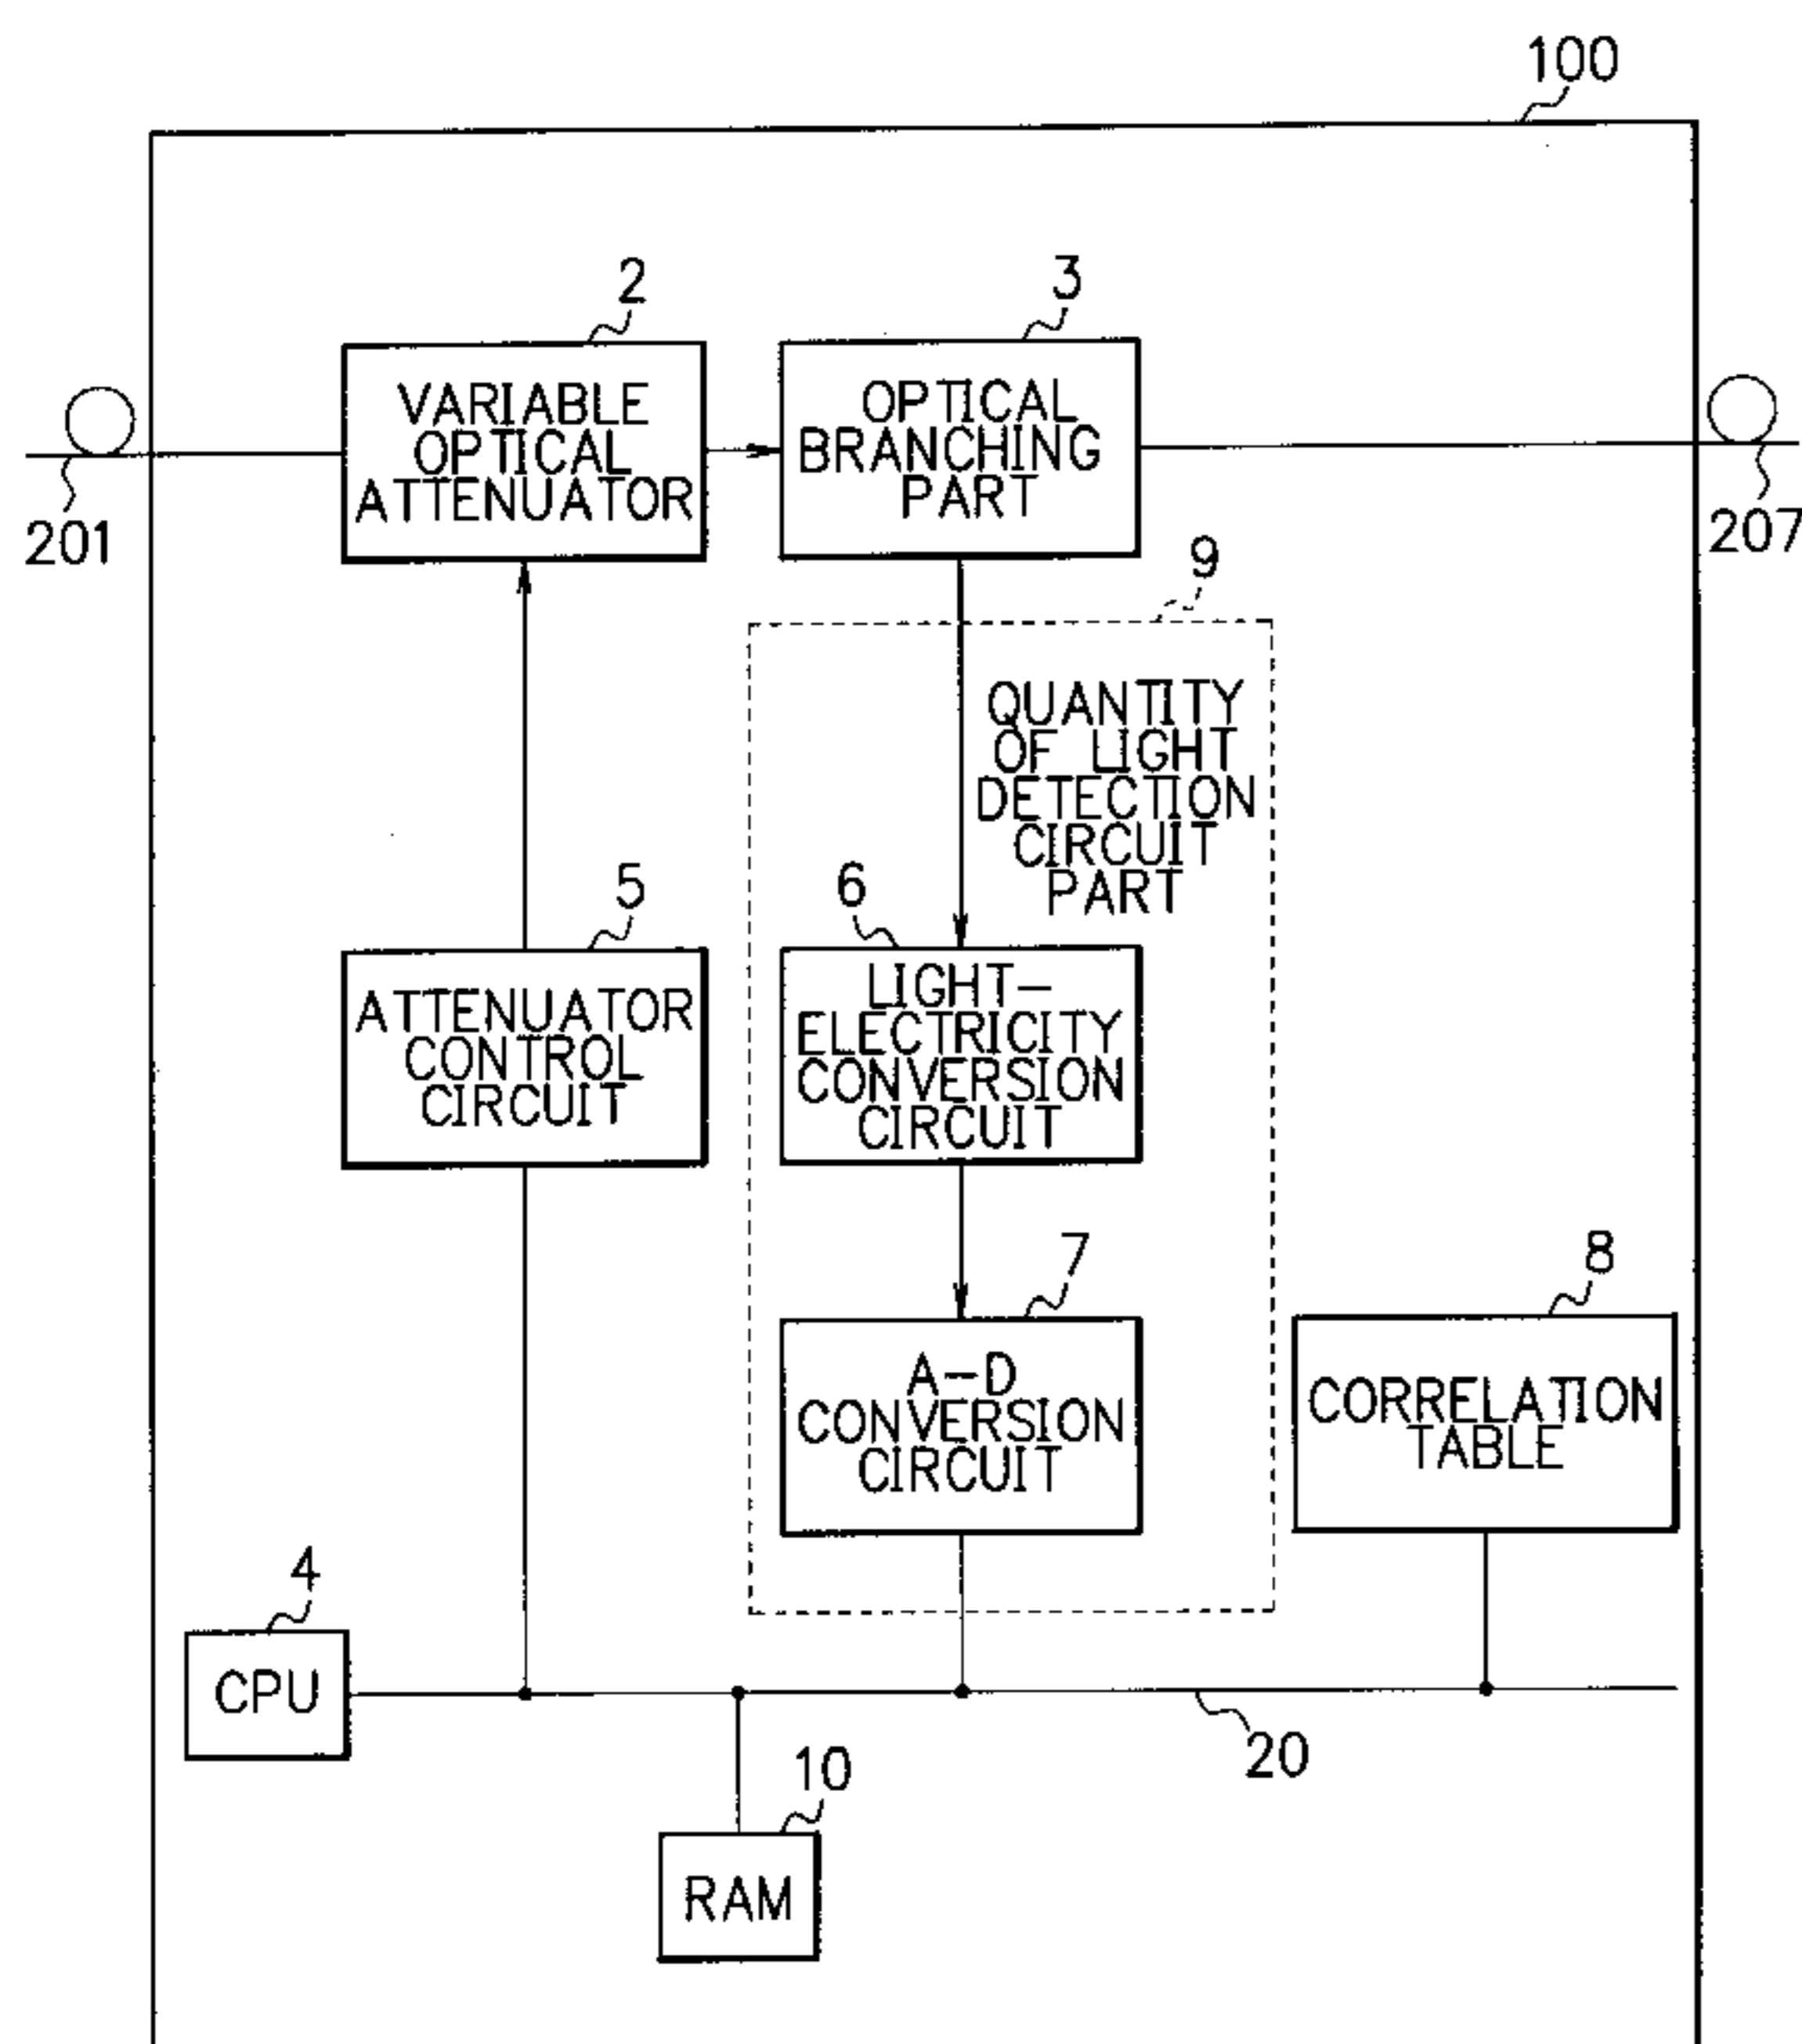 100
2
3
VARIABLE
OPTICAL
ATTENUATOR
OPTICAL
BRANCHING
PART
201
207
9
QUANTITY
OF LIGHT
DETECTION
CIRCUIT
PART
5
6
ATTENUATOR
CONTROL
CIRCUIT
LIGHT-
ELECTRICITY
CONVERSION
CIRCUIT
7
8
A-D
CONVERSION
CIRCUIT
CORRELATION
TABLE
4
CPU
20
10
RAM